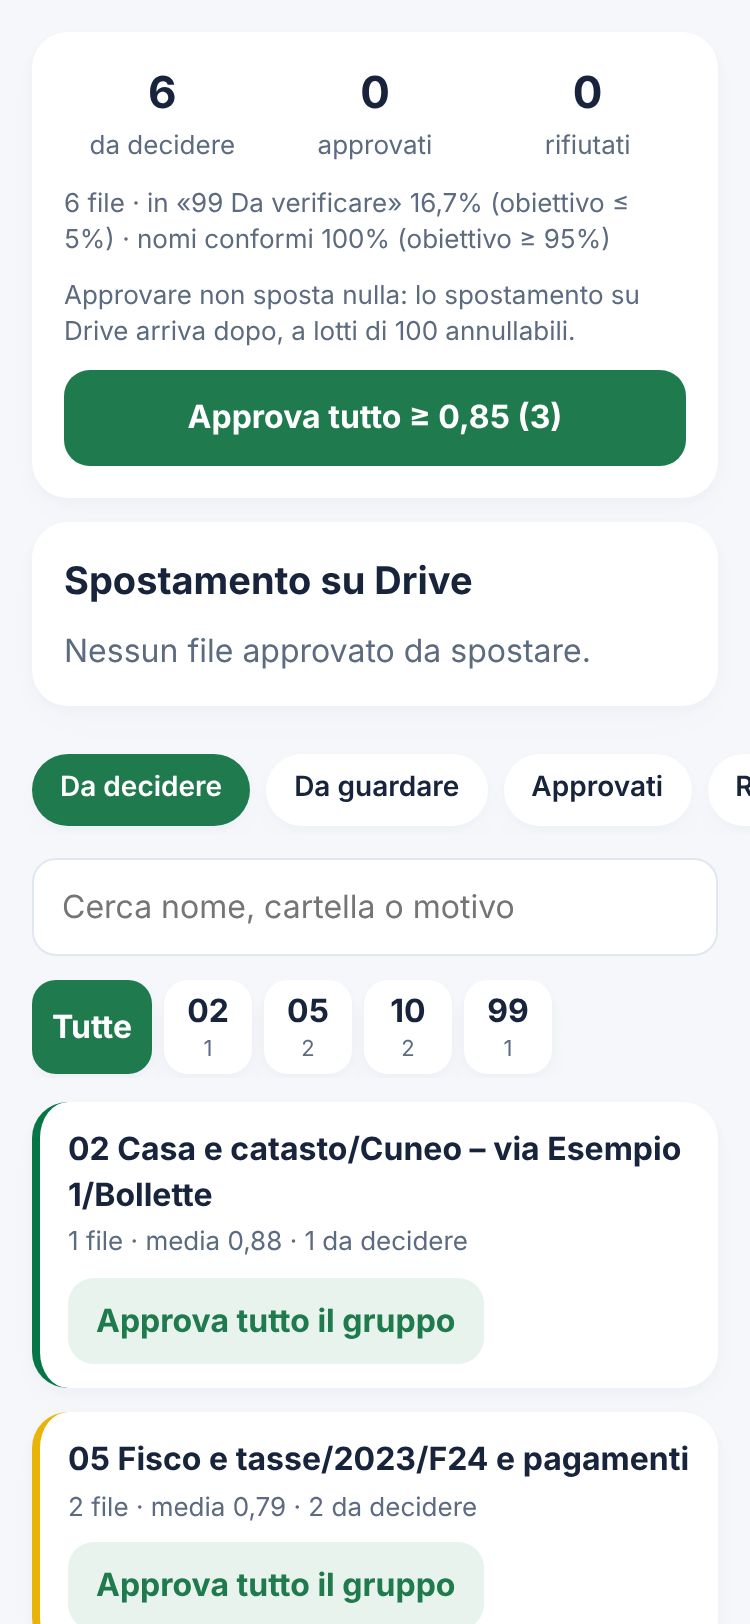 6
0
0
da decidere
approvati
rifiutati
6 file · in «99 Da verificare» 16,7% (obiettivo ≤
5%) · nomi conformi 100% (obiettivo ≥ 95%)
Approvare non sposta nulla: lo spostamento su
Drive arriva dopo, a lotti di 100 annullabili.
Approva tutto ≥ 0,85 (3)
Spostamento su Drive
Nessun file approvato da spostare.
Da decidere
Da guardare
Approvati
Cerca nome, cartella o motivo
Tutte
02
1
05
2
10
2
99
1
02 Casa e catasto/Cuneo – via Esempio
1/Bollette
1 file · media 0,88 · 1 da decidere
Approva tutto il gruppo
05 Fisco e tasse/2023/F24 e pagamenti
2 file · media 0,79 · 2 da decidere
Approva tutto il gruppo